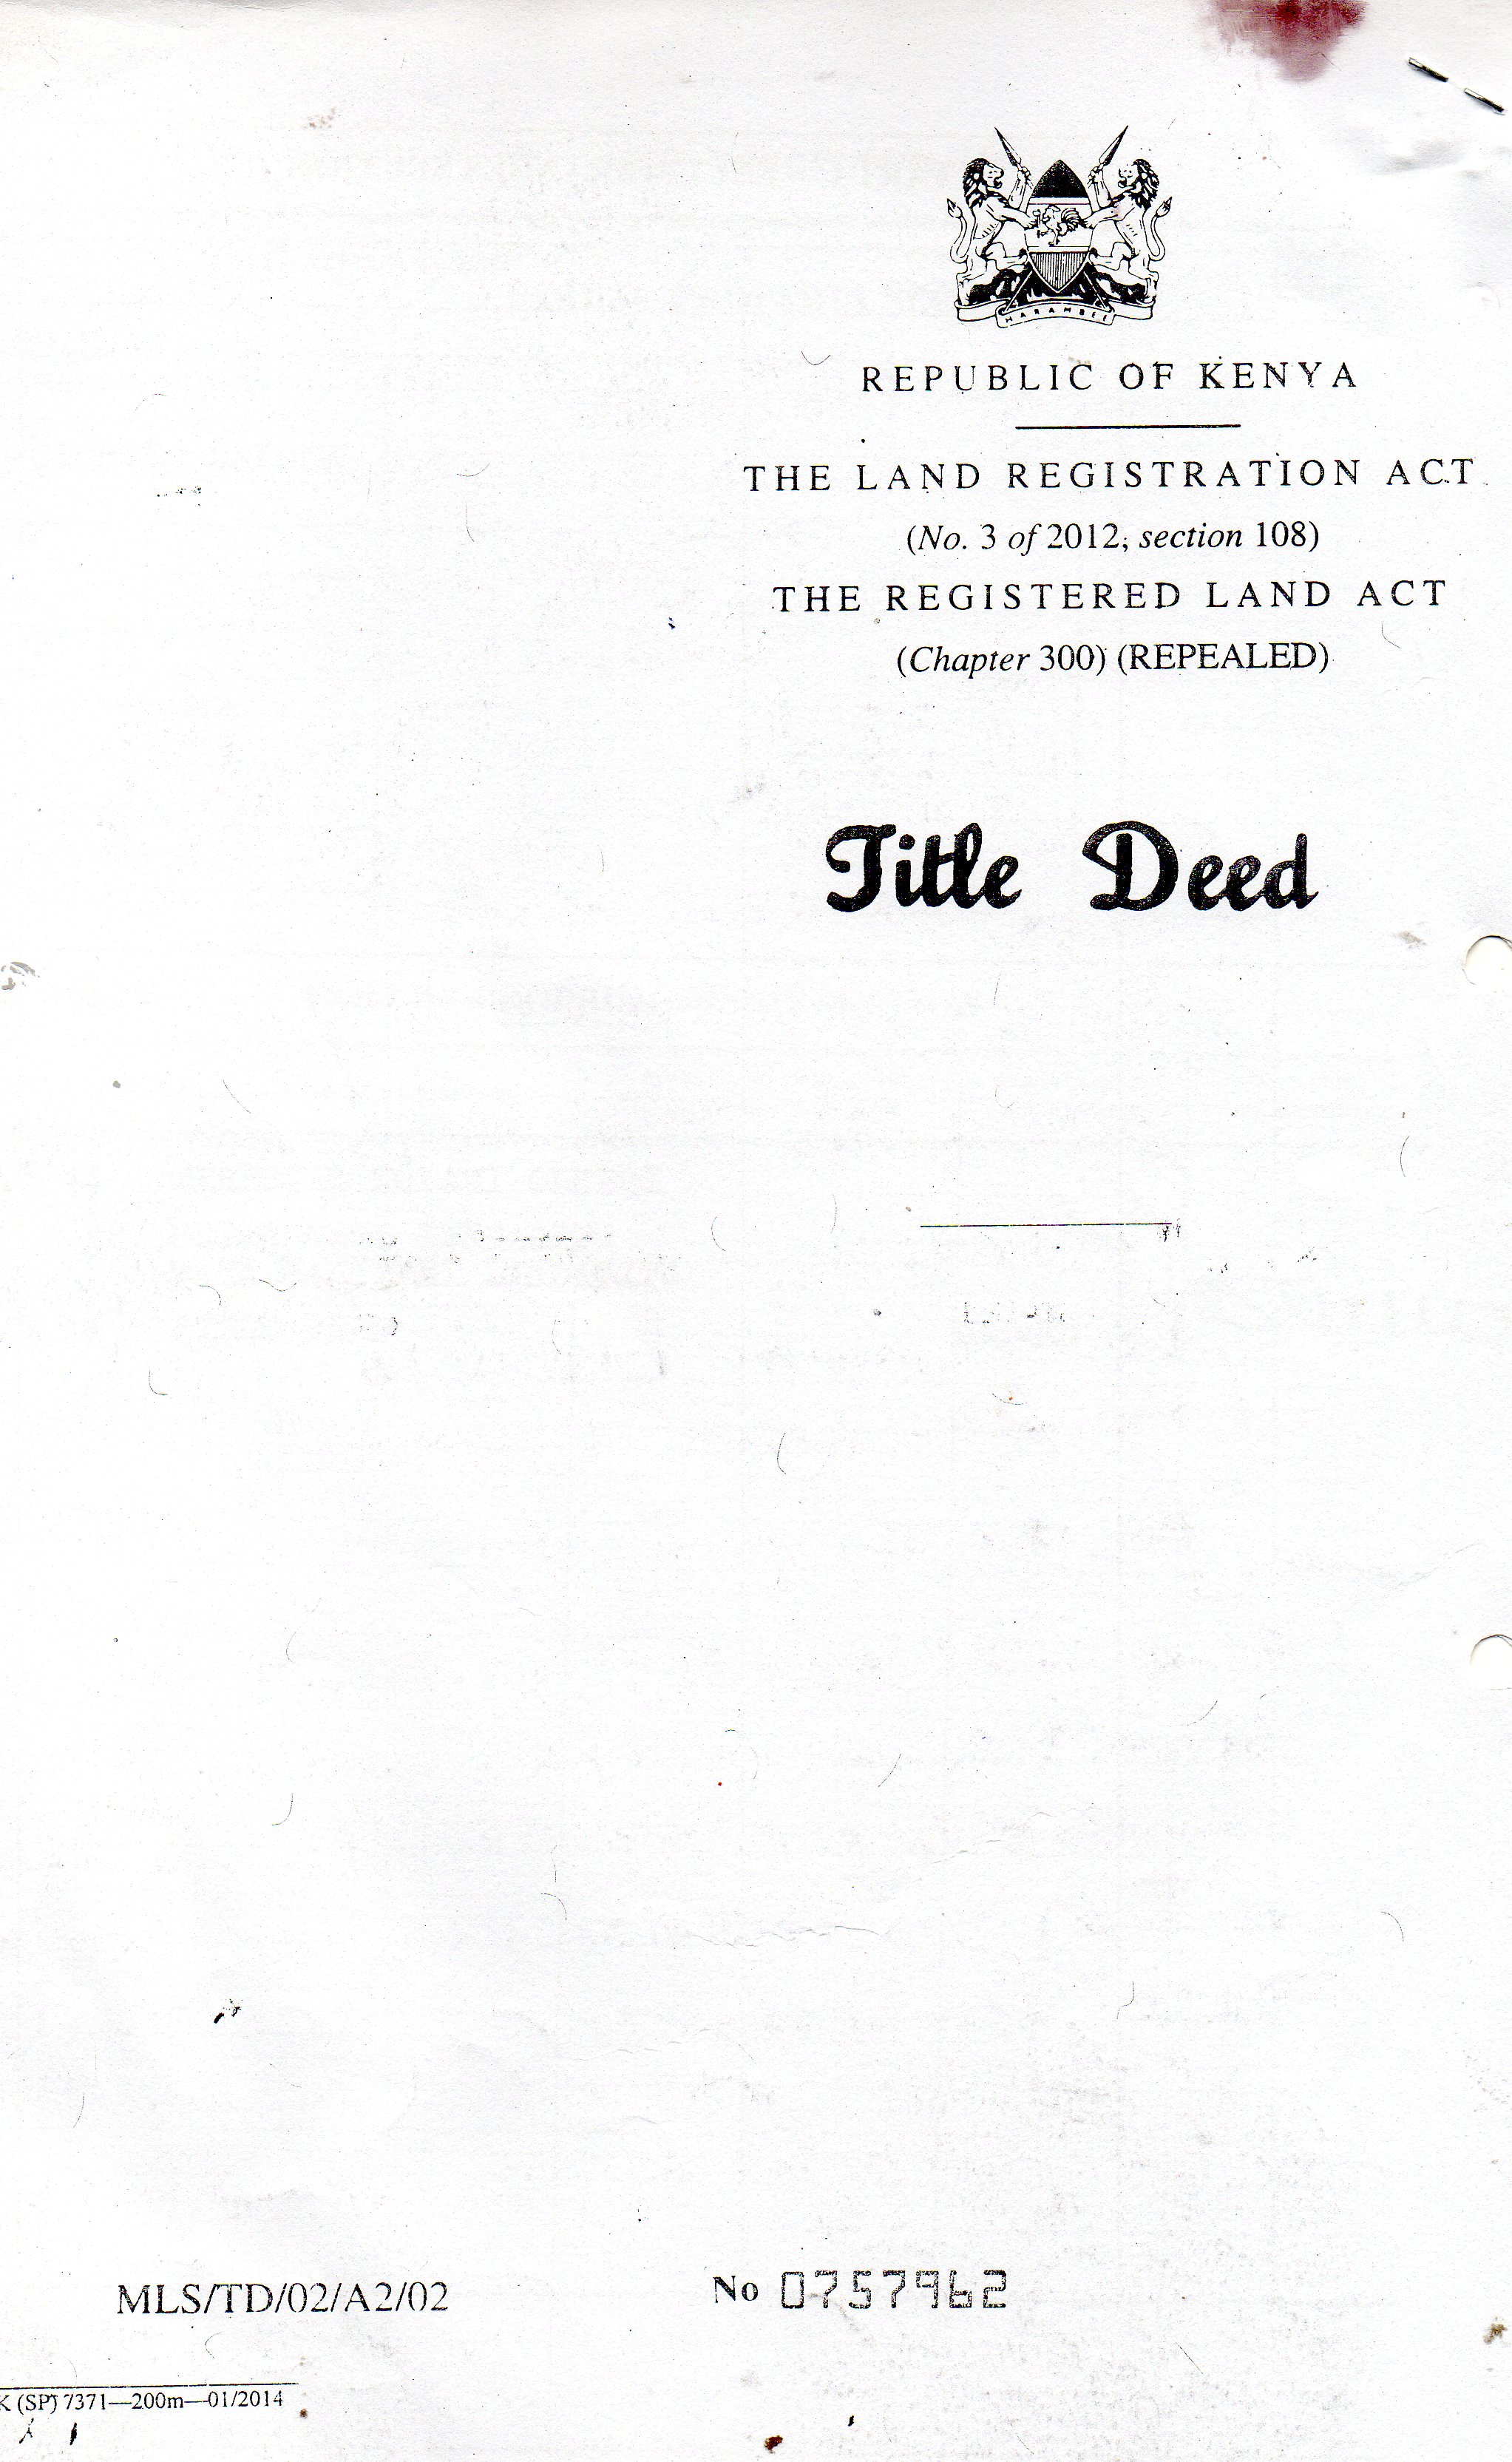 HARAMBEE
REPUBLIC OF KENYA
THE LAND REGISTRATION ACT
(No. 3 of 2012, section 108)
THE REGISTERED LAND ACT
(Chapter 300) (REPEALED)
Title Deed
MLS/TD/02/A2/02
No 0757962
K (SP) 7371—200m—01/2014